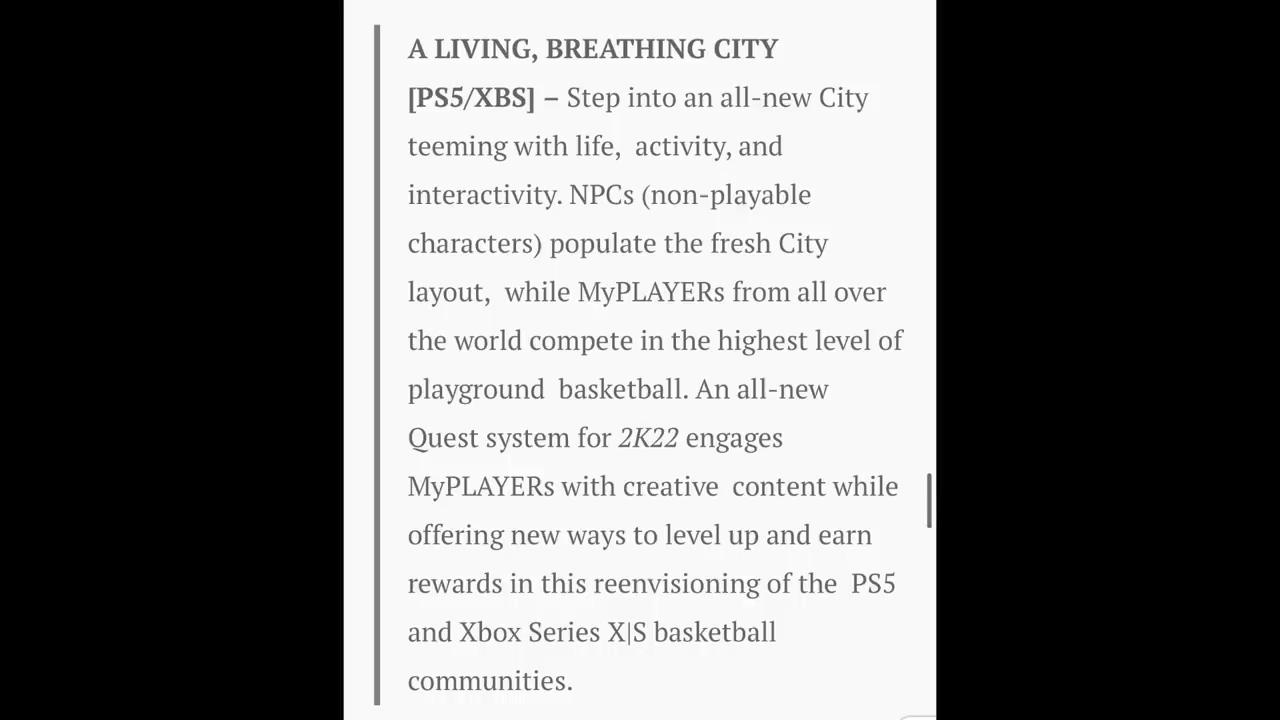 A LIVING, BREATHING CITY
[PS5/XBS] – Step into an all-new City
teeming with life,  activity, and
interactivity. NPCs (non-playable
characters) populate the fresh City
layout,  while MyPLAYERs from all over
the world compete in the highest level of
playground  basketball. An all-new
Quest system for 2K22 engages
MyPLAYERs with creative  content while
offering new ways to level up and earn
rewards in this reenvisioning of the  PS5
and Xbox Series X|S basketball
communities.